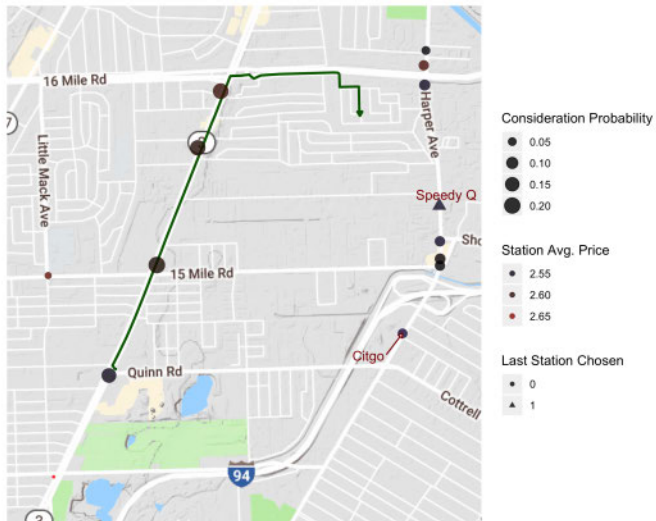 16 Mile Rd
7
Little Mack Ave
Harper Ave
Speedy Q
Sho
15 Mile Rd
Citgo
Quinn Rd
Cottrell
94
3
Consideration Probability
0.05
0.10
0.15
0.20
Station Avg. Price
2.55
2.60
2.65
Last Station Chosen
0
1